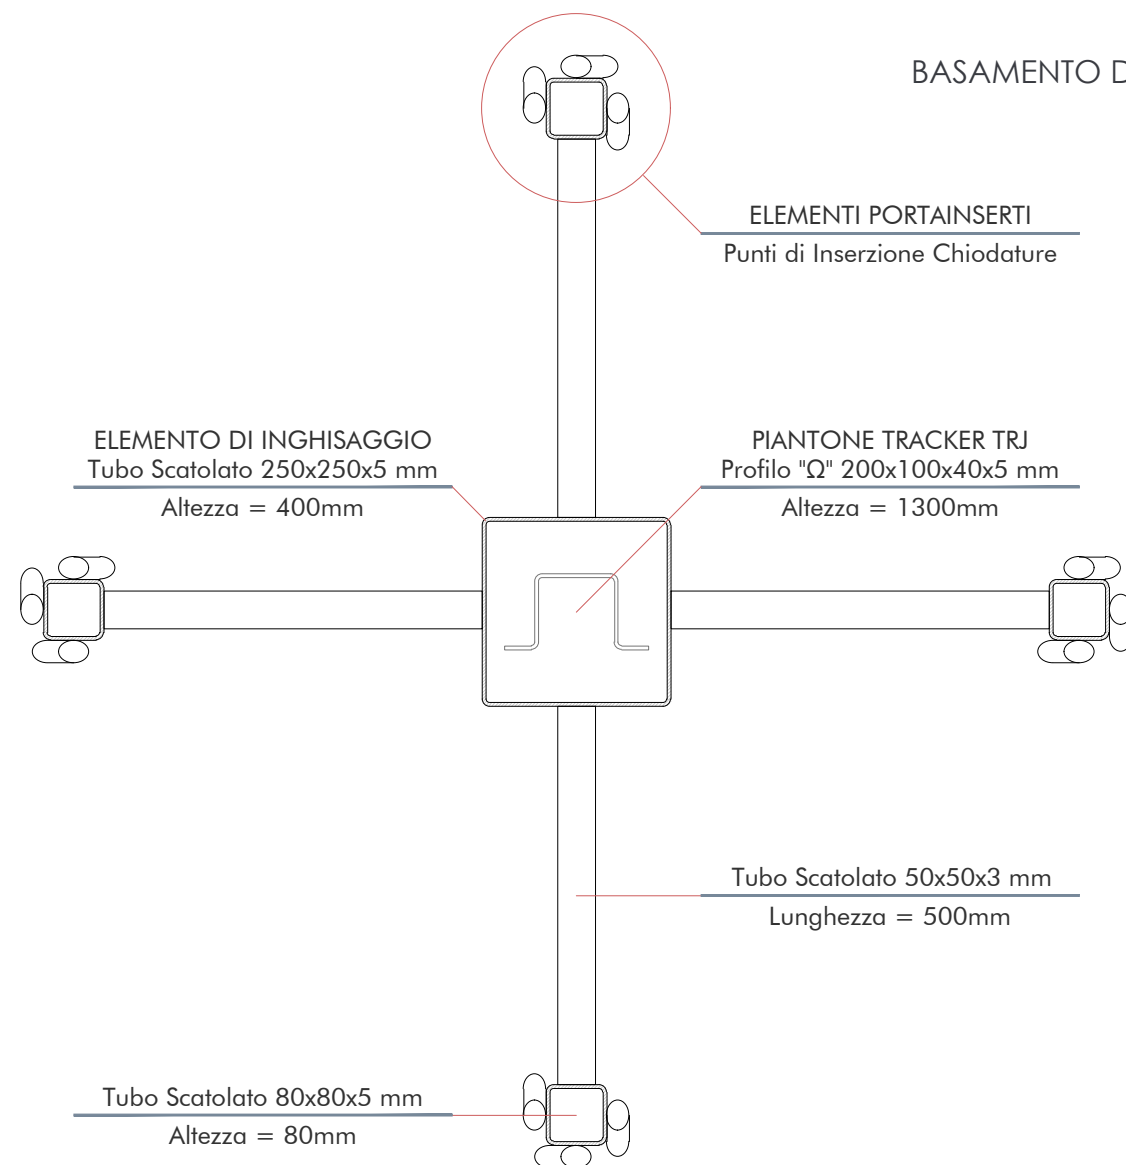 BASAMENTO D
ELEMENTI PORTAINSERTI
Punti di Inserzione Chiodature
ELEMENTO DI INGHISAGGIO
Tubo Scatolato 250x250x5 mm
Altezza = 400mm
PIANTONE TRACKER TRJ
Profilo "Ω" 200x100x40x5 mm
Altezza = 1300mm
Tubo Scatolato 50x50x3 mm
Lunghezza = 500mm
Tubo Scatolato 80x80x5 mm
Altezza = 80mm